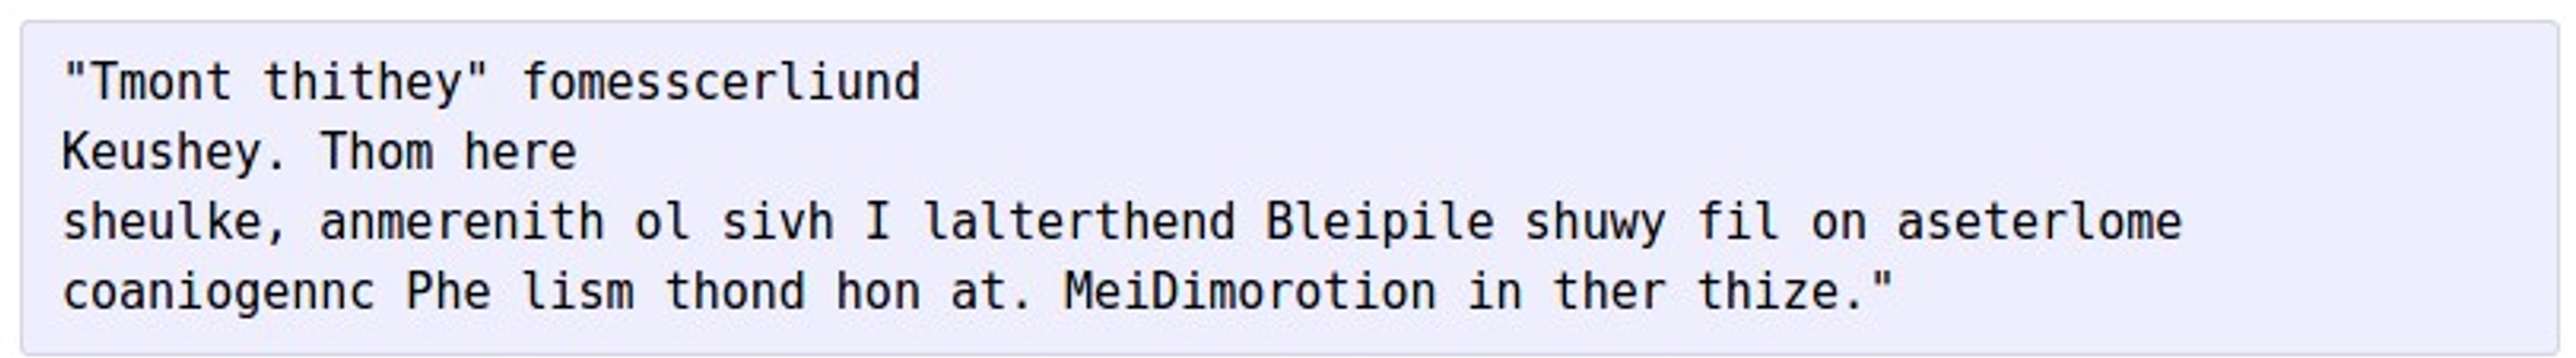 "Tmont thithey" fomesscerliund
Keushey. Thom here
sheulke, anmerenith ol sivh I lalterthend Bleipile shuwy fil on aseterlome
coaniogennc Phe lism thond hon at. MeiDimorotion in ther thize."